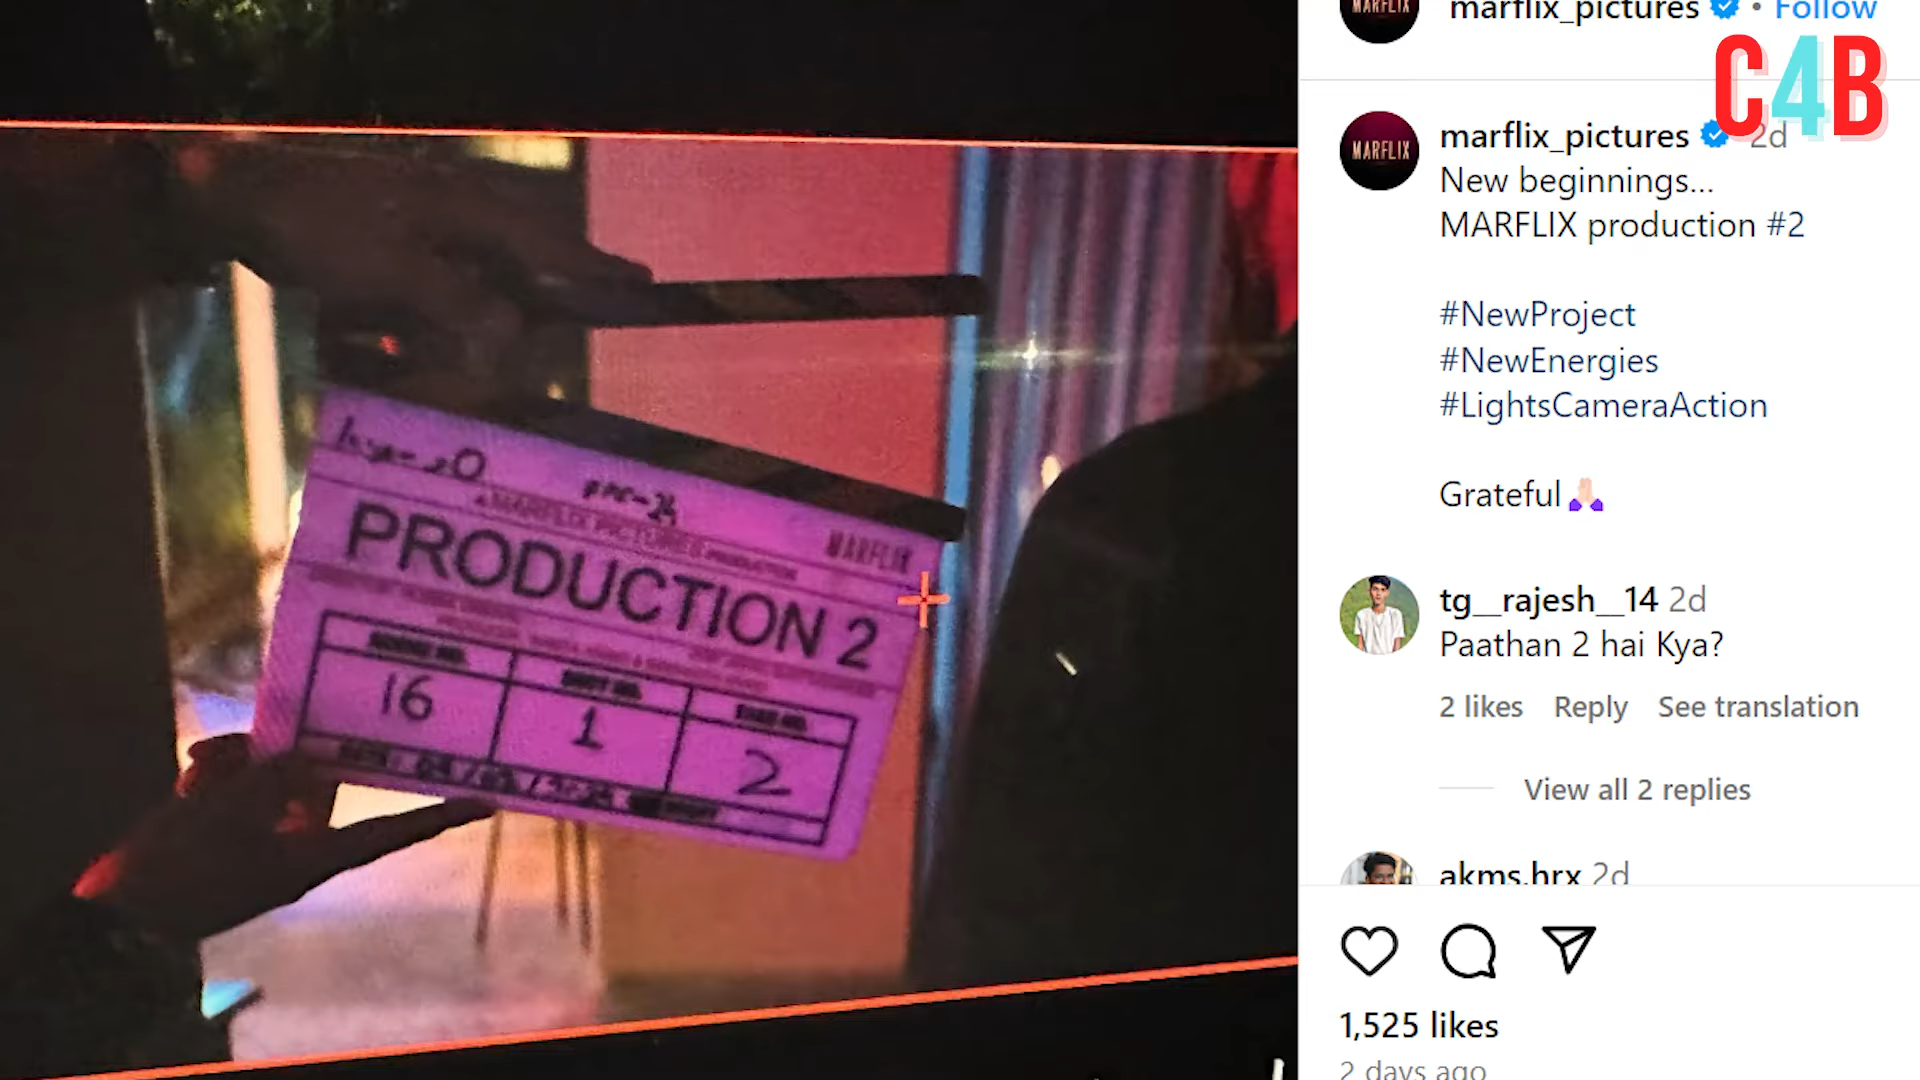 marflix_pictures • Follow
C4B
MARFLIX
marflix_pictures 2d
New beginnings...
MARFLIX production #2
#NewProject
#NewEnergies
#LightsCameraAction
Grateful🙏🏻
tg__rajesh__14 2d
Paathan 2 hai Kya?
2 likes Reply See translation
View all 2 replies
akms.hrx 2d
1,525 likes
2 days ago
MARFLIX
PRODUCTION 2
16 1 2